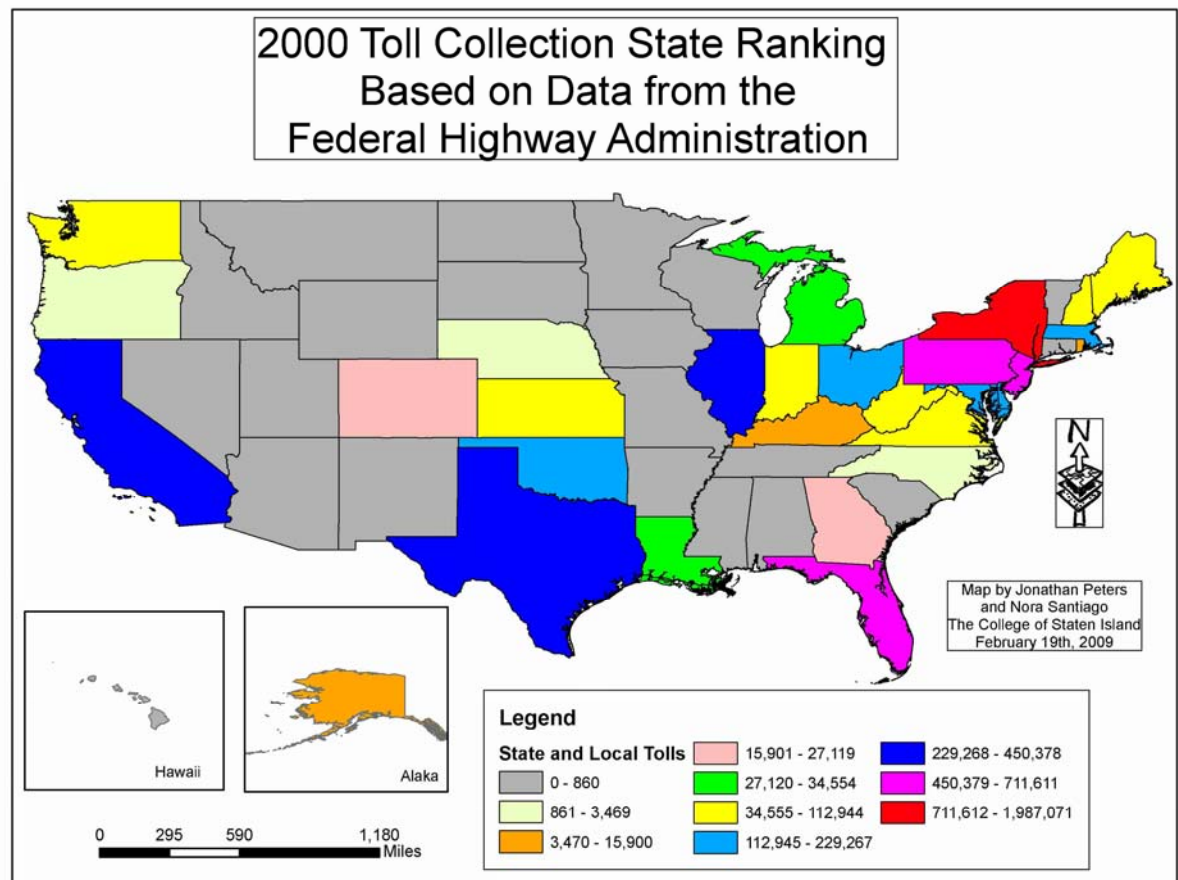 2000 Toll Collection State Ranking
Based on Data from the
Federal Highway Administration
N
Map by Jonathan Peters
and Nora Santiago
The College of Staten Island
February 19th, 2009
Hawaii
Alaka
0 295 590 1,180
Miles
Legend
State and Local Tolls
0 - 860
861 - 3,469
3,470 - 15,900
15,901 - 27,119
27,120 - 34,554
34,555 - 112,944
112,945 - 229,267
229,268 - 450,378
450,379 - 711,611
711,612 - 1,987,071